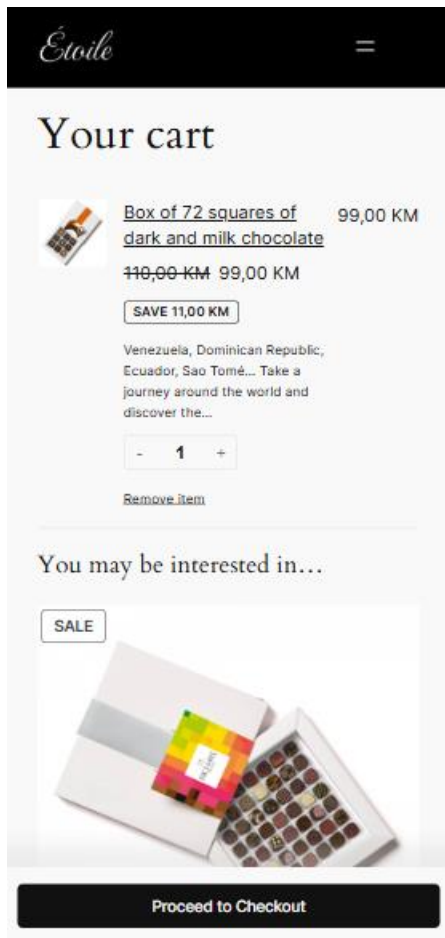 Étoile
Your cart
Box of 72 squares of
dark and milk chocolate
99,00 KM
110,00 KM 99,00 KM
SAVE 11,00 KM
Venezuela, Dominican Republic,
Ecuador, Sao Tomé... Take a
journey around the world and
discover the...
- 1 +
Remove item
You may be interested in...
SALE
Proceed to Checkout